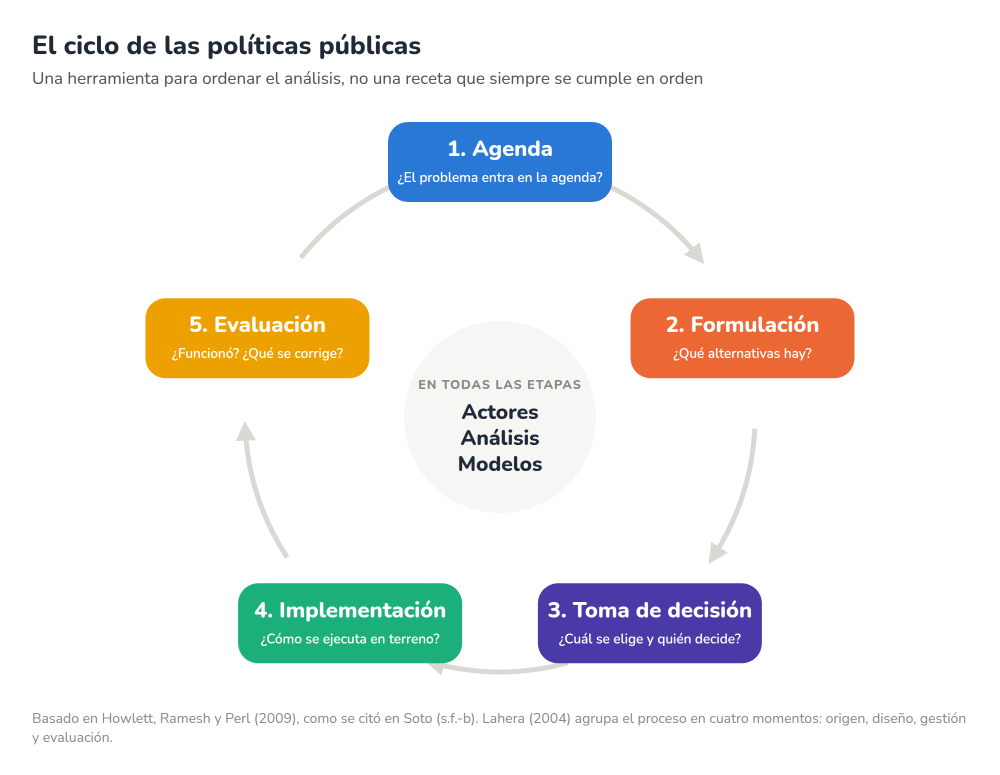 El ciclo de las políticas públicas
Una herramienta para ordenar el análisis, no una receta que siempre se cumple en orden
1. Agenda
¿El problema entra en la agenda?
5. Evaluación
¿Funcionó? ¿Qué se corrige?
2. Formulación
¿Qué alternativas hay?
EN TODAS LAS ETAPAS
Actores
Análisis
Modelos
4. Implementación
¿Cómo se ejecuta en terreno?
3. Toma de decisión
¿Cuál se elige y quién decide?
Basado en Howlett, Ramesh y Perl (2009), como se citó en Soto (s.f.-b). Lahera (2004) agrupa el proceso en cuatro momentos: origen, diseño, gestión
y evaluación.